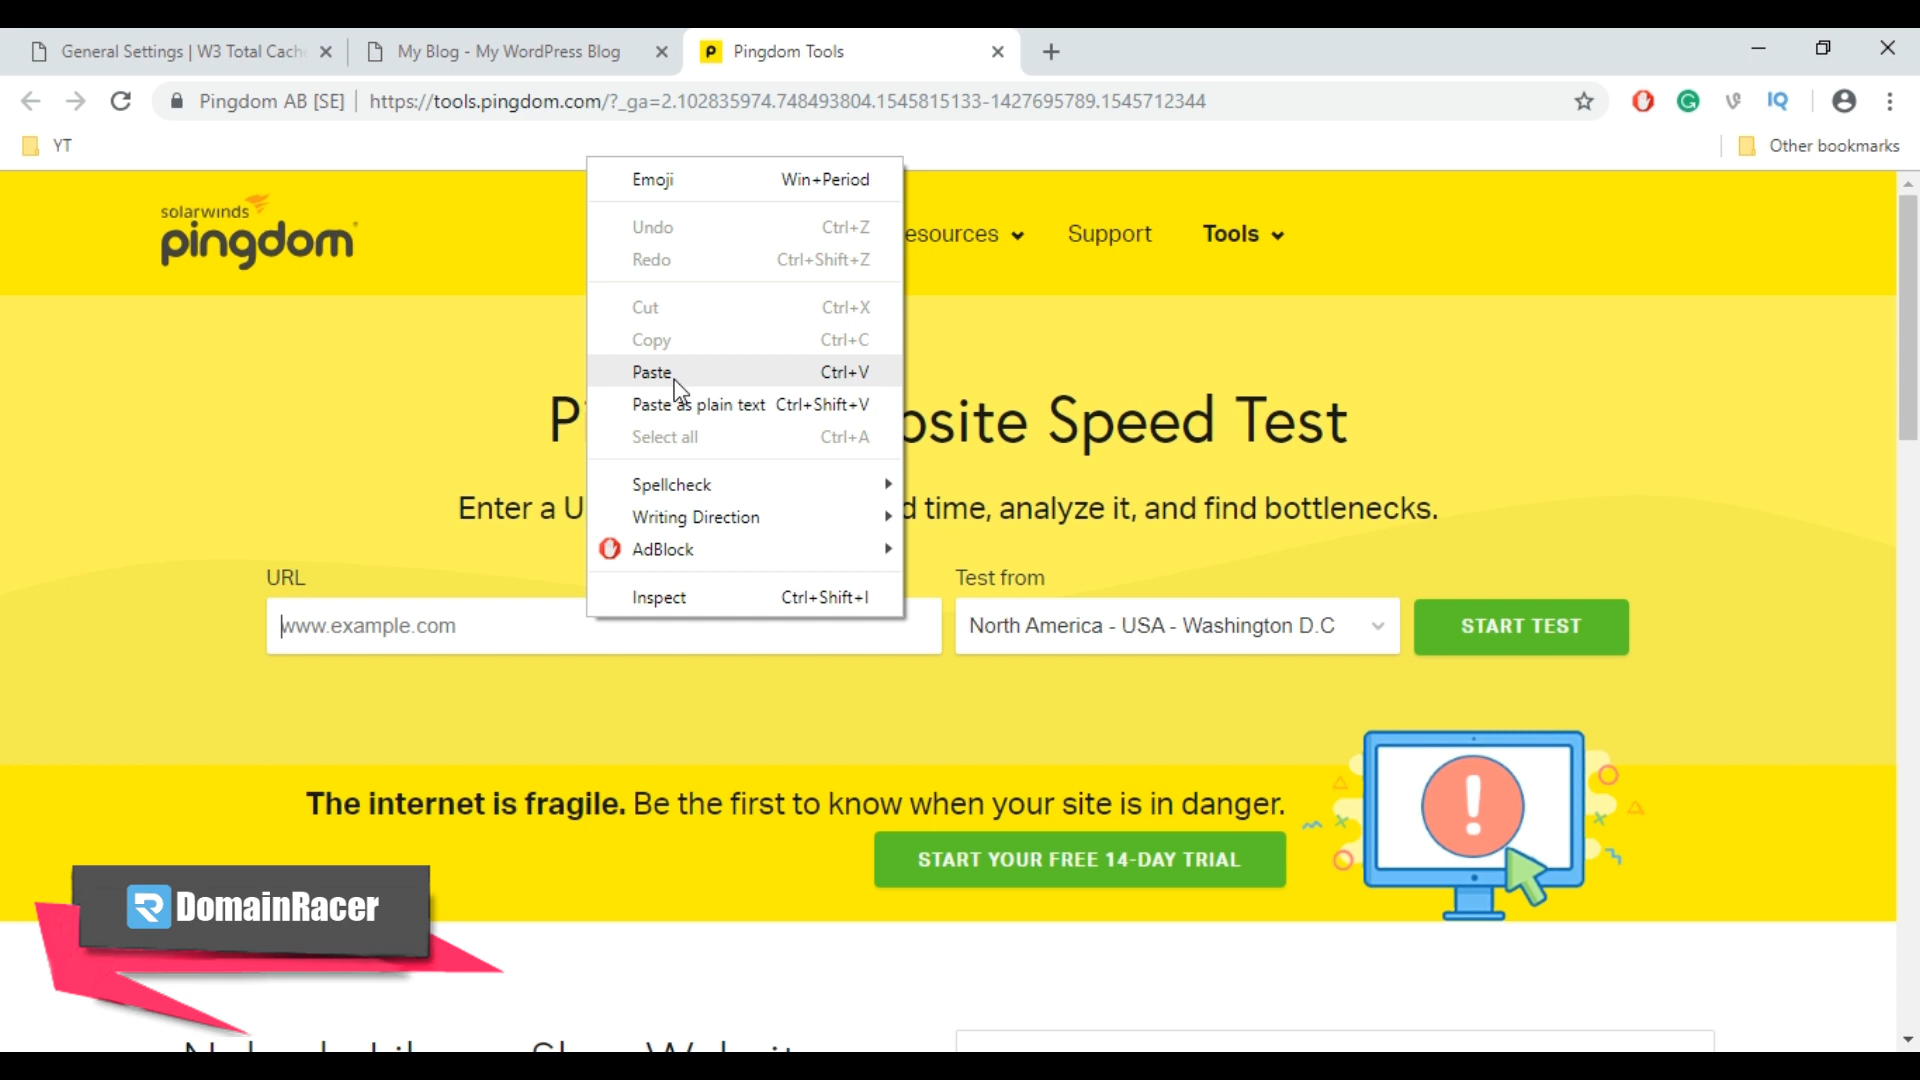 General Settings | W3 Total Cach
My Blog - My WordPress Blog
Pingdom Tools
Pingdom AB [SE]
https://tools.pingdom.com/?_ga=2.102835974.748493804.1545815133-1427695789.1545712344
IQ
YT
Other bookmarks
solarwinds
pingdom
esources
Support
Tools
Emoji Win+Period
Undo Ctrl+Z
Redo Ctrl+Shift+Z
Cut Ctrl+X
Copy Ctrl+C
Paste Ctrl+V
Paste as plain text Ctrl+Shift+V
Select all Ctrl+A
Spellcheck
Writing Direction
AdBlock
Inspect Ctrl+Shift+I
P bsite Speed Test
Enter a U d time, analyze it, and find bottlenecks.
URL
www.example.com
Test from
North America - USA - Washington D.C
START TEST
The internet is fragile. Be the first to know when your site is in danger.
START YOUR FREE 14-DAY TRIAL
DomainRacer